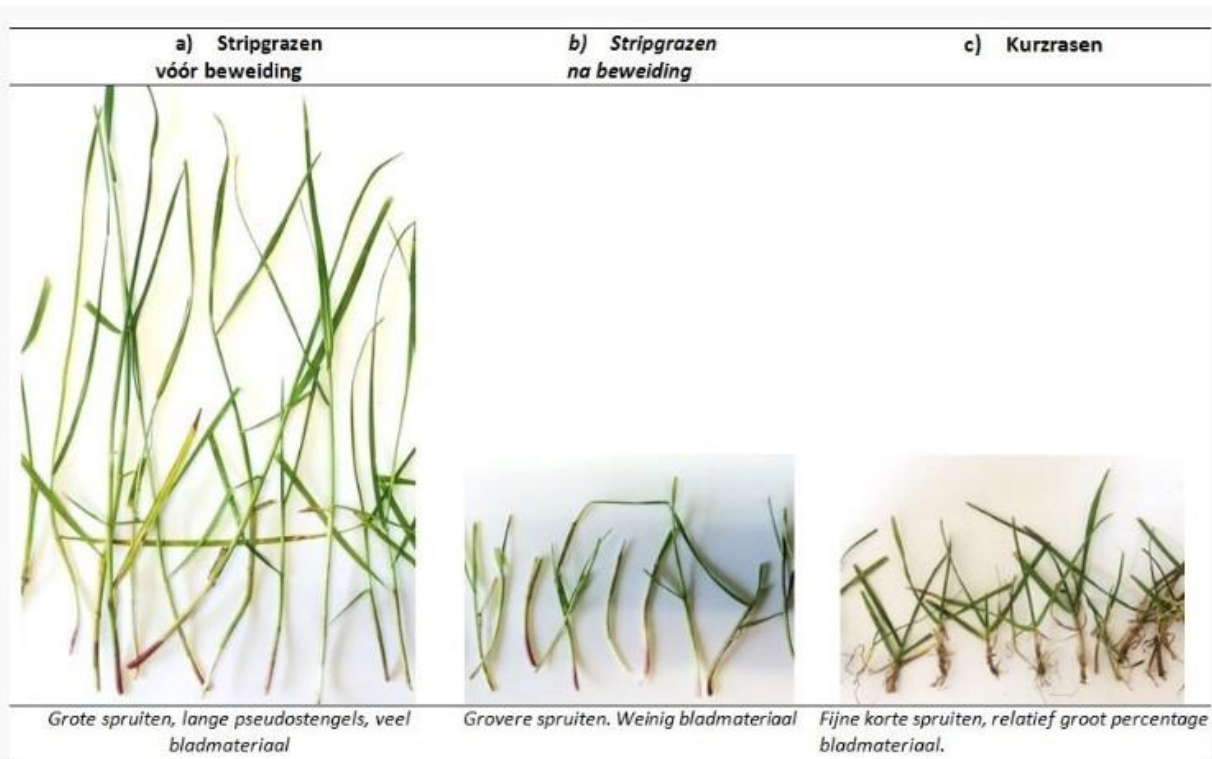 a) Stripgrazen
vóór beweiding
b) Stripgrazen
na beweiding
c) Kurzrasen
Grote spruiten, lange pseudostengels, veel
bladmateriaal
Grovere spruiten. Weinig bladmateriaal
Fijne korte spruiten, relatief groot percentage
bladmateriaal.